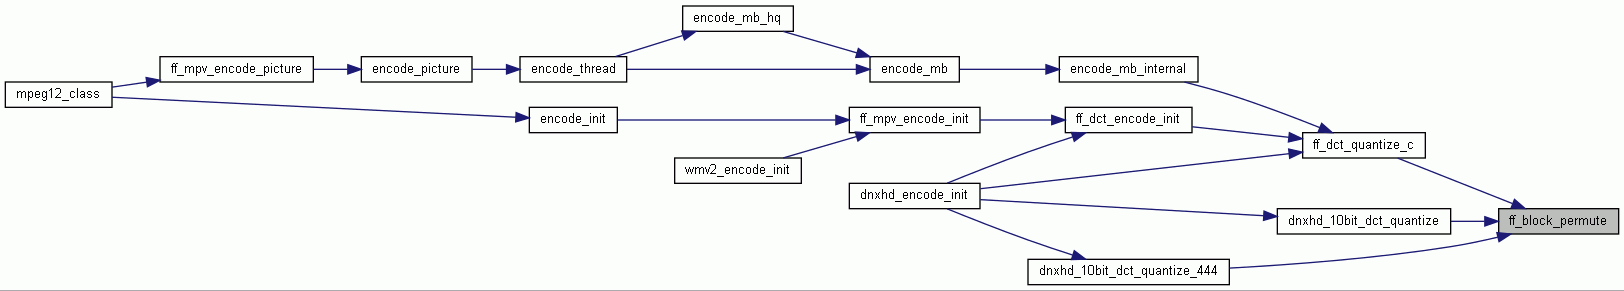 encode_mb_hq
ff_mpv_encode_picture
encode_picture
encode_thread
encode_mb
encode_mb_internal
mpeg12_class
encode_init
ff_mpv_encode_init
ff_dct_encode_init
ff_dct_quantize_c
wmv2_encode_init
dnxhd_encode_init
dnxhd_10bit_dct_quantize
ff_block_permute
dnxhd_10bit_dct_quantize_444